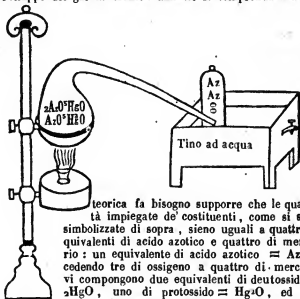 2Az0⁵HgO
Az0⁵HO
Az
Az
Tino ad acqua
teorica fa bisogno supporre che le qua
tà impiegate de' costituenti, come si s
simbolizzate di sopra, sieno uguali a quattr
quivalenti di acido azotico e quattro di mer
rio: un equivalente di acido azotico = Az
cedendo tre di ossigeno a quattro di mercu
vi compongono due equivalenti di deutossid
2HgO, uno di protossido = Hg²O, ed